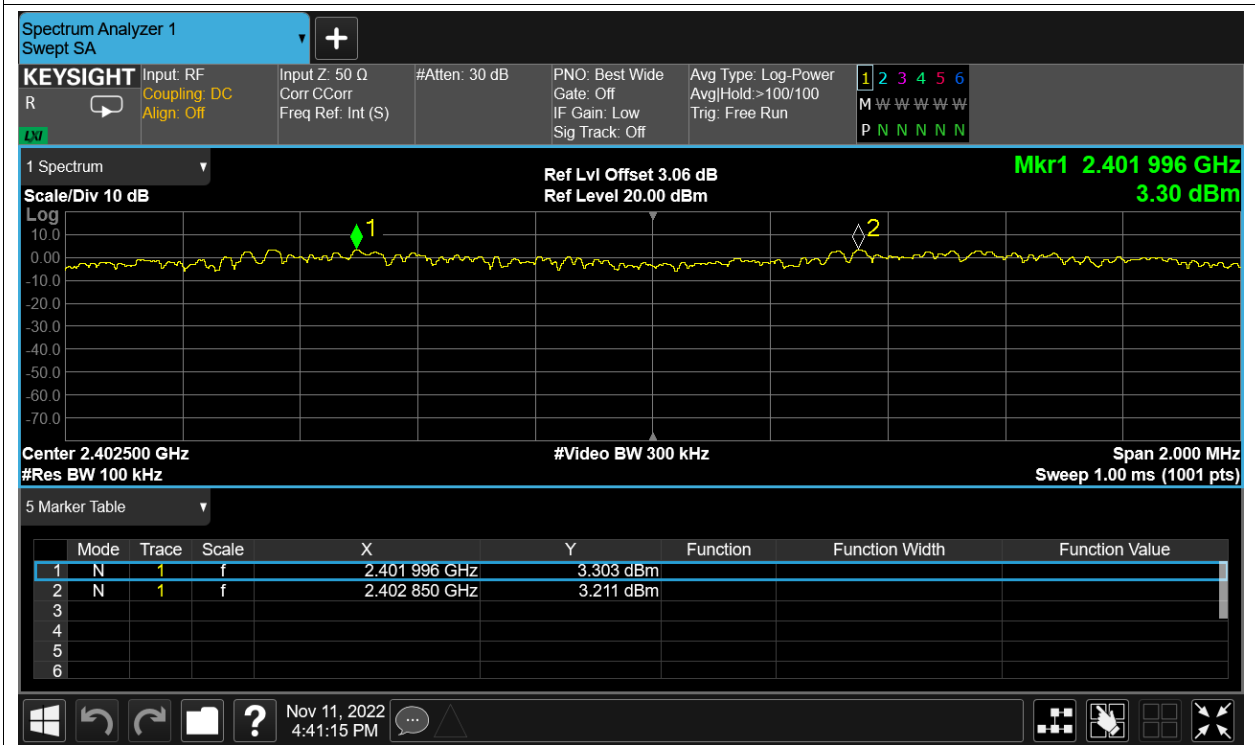 Spectrum Analyzer 1
Swept SA
+
KEYSIGHT
R
LXI
Input: RF
Coupling: DC
Align: Off
Input Z: 50 Ω
Corr CCorr
Freq Ref: Int (S)
#Atten: 30 dB
PNO: Best Wide
Gate: Off
IF Gain: Low
Sig Track: Off
Avg Type: Log-Power
Avg|Hold:>100/100
Trig: Free Run
1 2 3 4 5 6
M W W W W W
P N N N N N
1 Spectrum
Scale/Div 10 dB
Ref Lvl Offset 3.06 dB
Ref Level 20.00 dBm
Mkr1 2.401 996 GHz
3.30 dBm
Log
10.0
0.00
-10.0
-20.0
-30.0
-40.0
-50.0
-60.0
-70.0
1
2
Center 2.402500 GHz
#Res BW 100 kHz
#Video BW 300 kHz
Span 2.000 MHz
Sweep 1.00 ms (1001 pts)
5 Marker Table
Mode Trace Scale X Y Function Function Width Function Value
1 N 1 f 2.401 996 GHz 3.303 dBm
2 N 1 f 2.402 850 GHz 3.211 dBm
3
4
5
6
?
Nov 11, 2022
4:41:15 PM